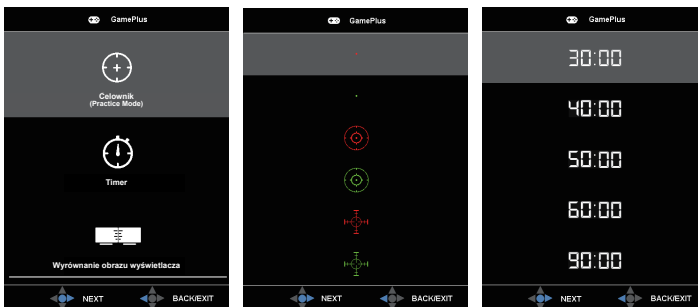 GamePlus
Celownik
(Practice Mode)
Timer
Wyrównanie obrazu wyświetlacza
NEXT BACK/EXIT
GamePlus
NEXT BACK/EXIT
GamePlus
30:00
40:00
50:00
60:00
90:00
NEXT BACK/EXIT